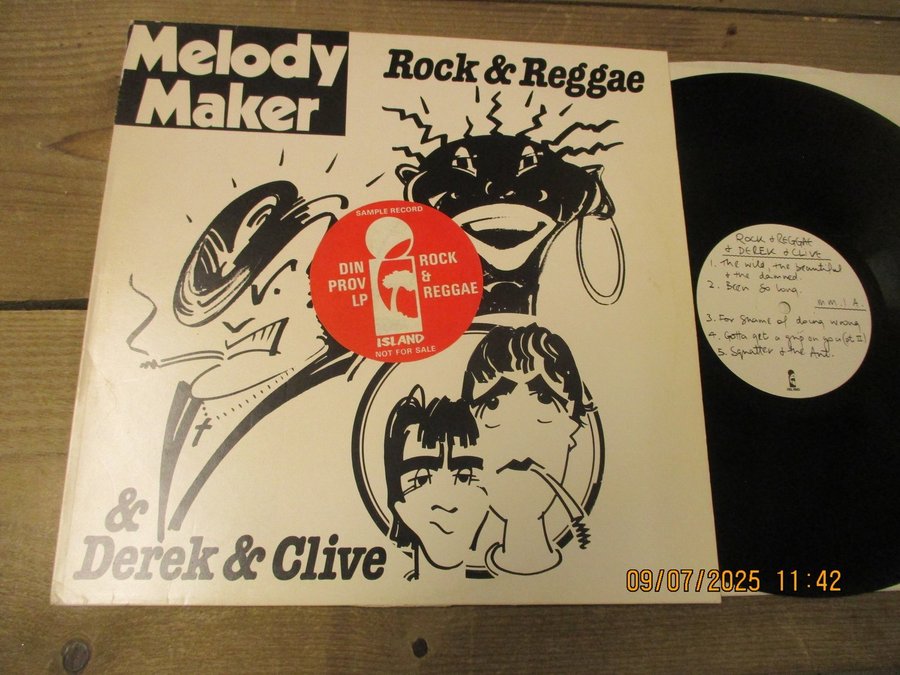 Melody
Maker
Rock & Reggae
SAMPLE RECORD
DIN
PROV
LP
ROCK
&
REGGAE
ISLAND
NOT FOR SALE
&
Derek & Clive
ROCK & REGGAE
& DEREK & CLIVE
1. The wild, the beautiful
& the damned
2. Been so long.
M M. 1 A.
3. For shame of doing wrong
4. Gotta get a grip on you (pt II)
5. Squatter & the Ant.
ISLAND
09/07/2025 11:42